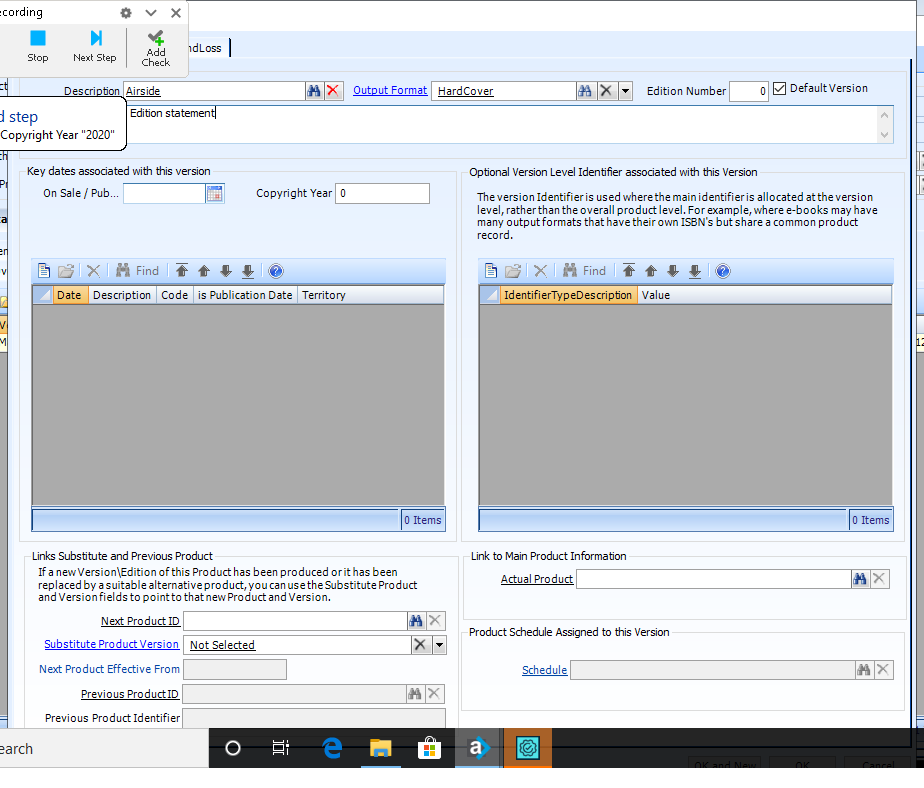 ecording
Stop
Next Step
Add
Check
ndLoss
d step
Copyright Year "2020"
Description
Airside
Output Format
HardCover
Edition Number
0
Default Version
Edition statement
Key dates associated with this version
On Sale / Pub...
Copyright Year
0
Find
Date
Description
Code
is Publication Date
Territory
0 Items
Optional Version Level Identifier associated with this Version
The version Identifier is used where the main identifier is allocated at the version
level, rather than the overall product level. For example, where e-books may have
many output formats that have their own ISBN's but share a common product
record.
Find
IdentifierTypeDescription
Value
0 Items
Links Substitute and Previous Product
If a new Version\Edition of this Product has been produced or it has been
replaced by a suitable alternative product, you can use the Substitute Product
and Version fields to point to that new Product and Version.
Next Product ID
Substitute Product Version
Not Selected
Next Product Effective From
Previous Product ID
Previous Product Identifier
Link to Main Product Information
Actual Product
Product Schedule Assigned to this Version
Schedule
earch
OK and New
OK
Cancel